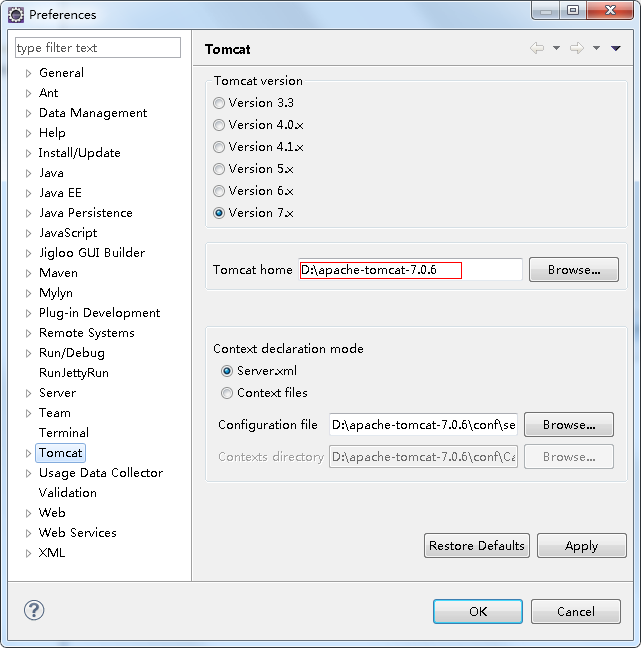 Preferences
type filter text
General
Ant
Data Management
Help
Install/Update
Java
Java EE
Java Persistence
JavaScript
Jigloo GUI Builder
Maven
Mylyn
Plug-in Development
Remote Systems
Run/Debug
RunJettyRun
Server
Team
Terminal
Tomcat
Usage Data Collector
Validation
Web
Web Services
XML
Tomcat
Tomcat version
Version 3.3
Version 4.0.x
Version 4.1.x
Version 5.x
Version 6.x
Version 7.x
Tomcat home D:\apache-tomcat-7.0.6 Browse...
Context declaration mode
Server.xml
Context files
Configuration file D:\apache-tomcat-7.0.6\conf\se Browse...
Contexts directory D:\apache-tomcat-7.0.6\conf\Ca Browse...
Restore Defaults Apply
OK Cancel